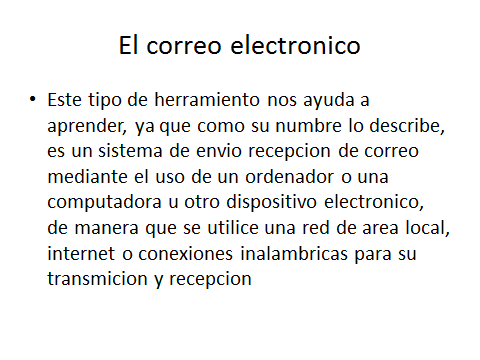 El correo electronico
• Este tipo de herramiento nos ayuda a
aprender, ya que como su numbre lo describe,
es un sistema de envio recepcion de correo
mediante el uso de un ordenador o una
computadora u otro dispositivo electronico,
de manera que se utilice una red de area local,
internet o conexiones inalambricas para su
transmicion y recepcion